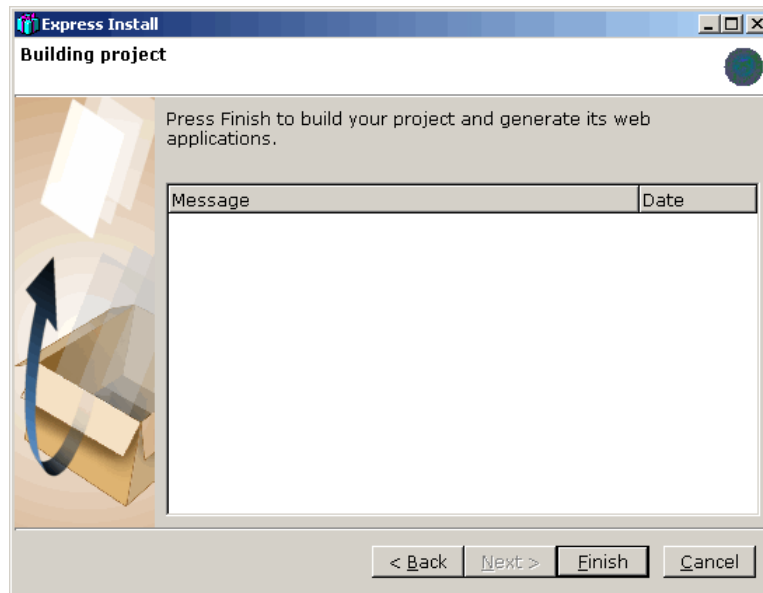 Express Install
Building project
Press Finish to build your project and generate its web
applications.
Message Date
< Back Next > Finish Cancel